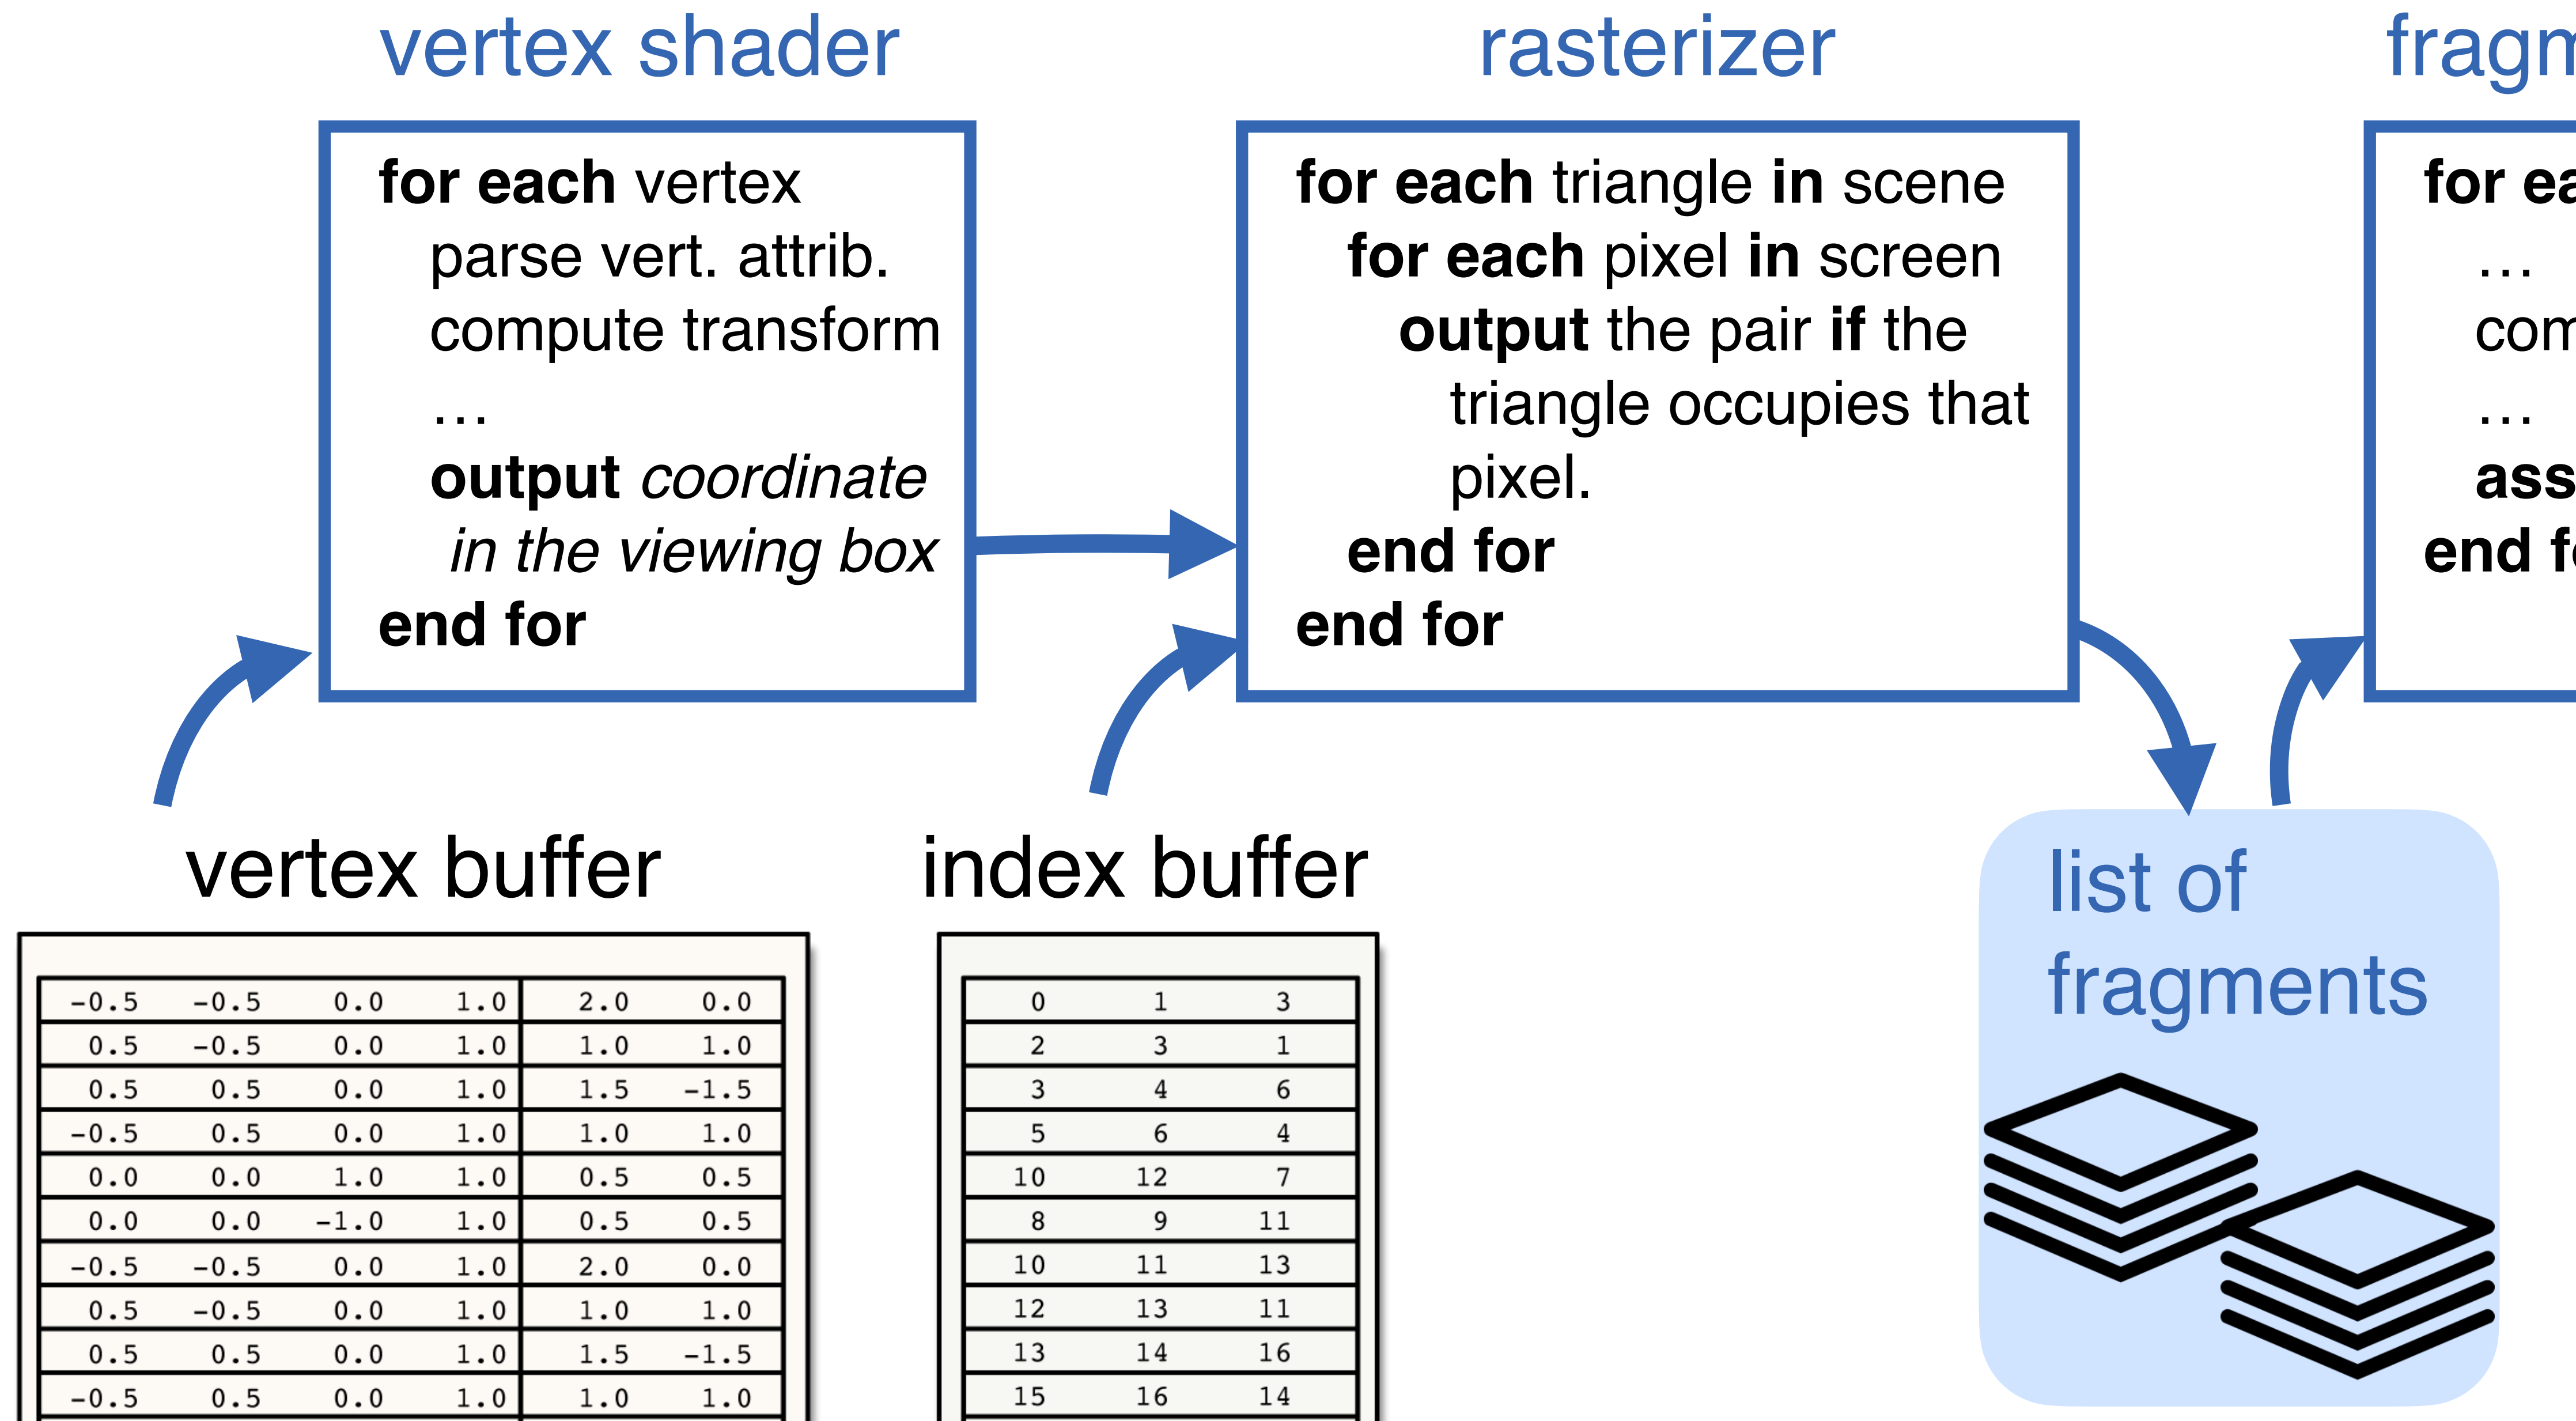 vertex shader
for each vertex
parse vert. attrib.
compute transform
…
output coordinate
in the viewing box
end for
rasterizer
for each triangle in scene
for each pixel in screen
output the pair if the
triangle occupies that
pixel.
end for
end for
…
…
vertex buffer
-0.5 -0.5 0.0 1.0 2.0 0.0
0.5 -0.5 0.0 1.0 1.0 1.0
0.5 0.5 0.0 1.0 1.5 -1.5
-0.5 0.5 0.0 1.0 1.0 1.0
0.0 0.0 1.0 1.0 0.5 0.5
0.0 0.0 -1.0 1.0 0.5 0.5
-0.5 -0.5 0.0 1.0 2.0 0.0
0.5 -0.5 0.0 1.0 1.0 1.0
0.5 0.5 0.0 1.0 1.5 -1.5
-0.5 0.5 0.0 1.0 1.0 1.0
index buffer
0 1 3
2 3 1
3 4 6
5 6 4
10 12 7
8 9 11
10 11 13
12 13 11
13 14 16
15 16 14
list of
fragments